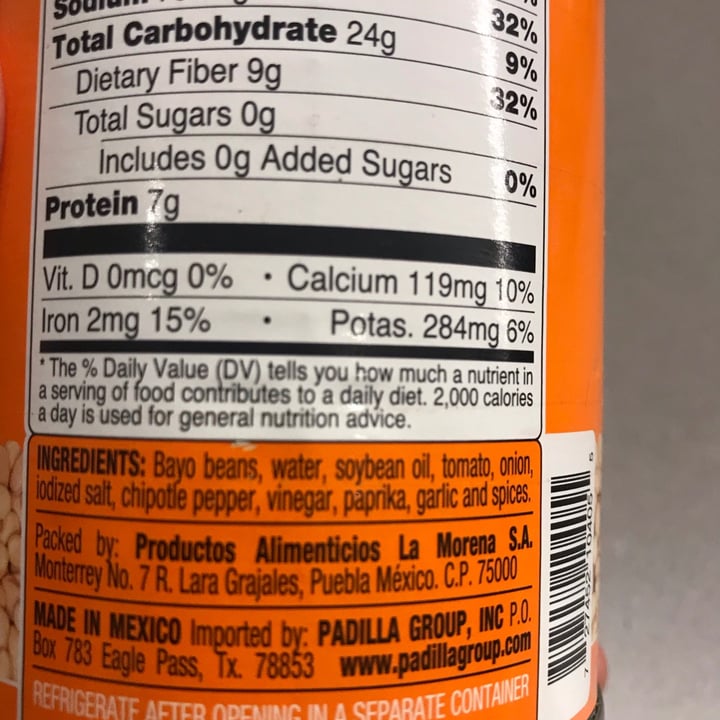 Sodium
32%
Total Carbohydrate 24g 9%
Dietary Fiber 9g 32%
Total Sugars 0g
Includes 0g Added Sugars 0%
Protein 7g
Vit. D 0mcg 0% • Calcium 119mg 10%
Iron 2mg 15% • Potas. 284mg 6%
* The % Daily Value (DV) tells you how much a nutrient in
a serving of food contributes to a daily diet. 2,000 calories
a day is used for general nutrition advice.
INGREDIENTS: Bayo beans, water, soybean oil, tomato, onion,
iodized salt, chipotle pepper, vinegar, paprika, garlic and spices.
Packed by: Productos Alimenticios La Morena S.A.
Monterrey No. 7 R. Lara Grajales, Puebla México. C.P. 75000
MADE IN MEXICO Imported by: PADILLA GROUP, INC P.O.
Box 783 Eagle Pass, Tx. 78853 www.padillagroup.com
REFRIGERATE AFTER OPENING IN A SEPARATE CONTAINER